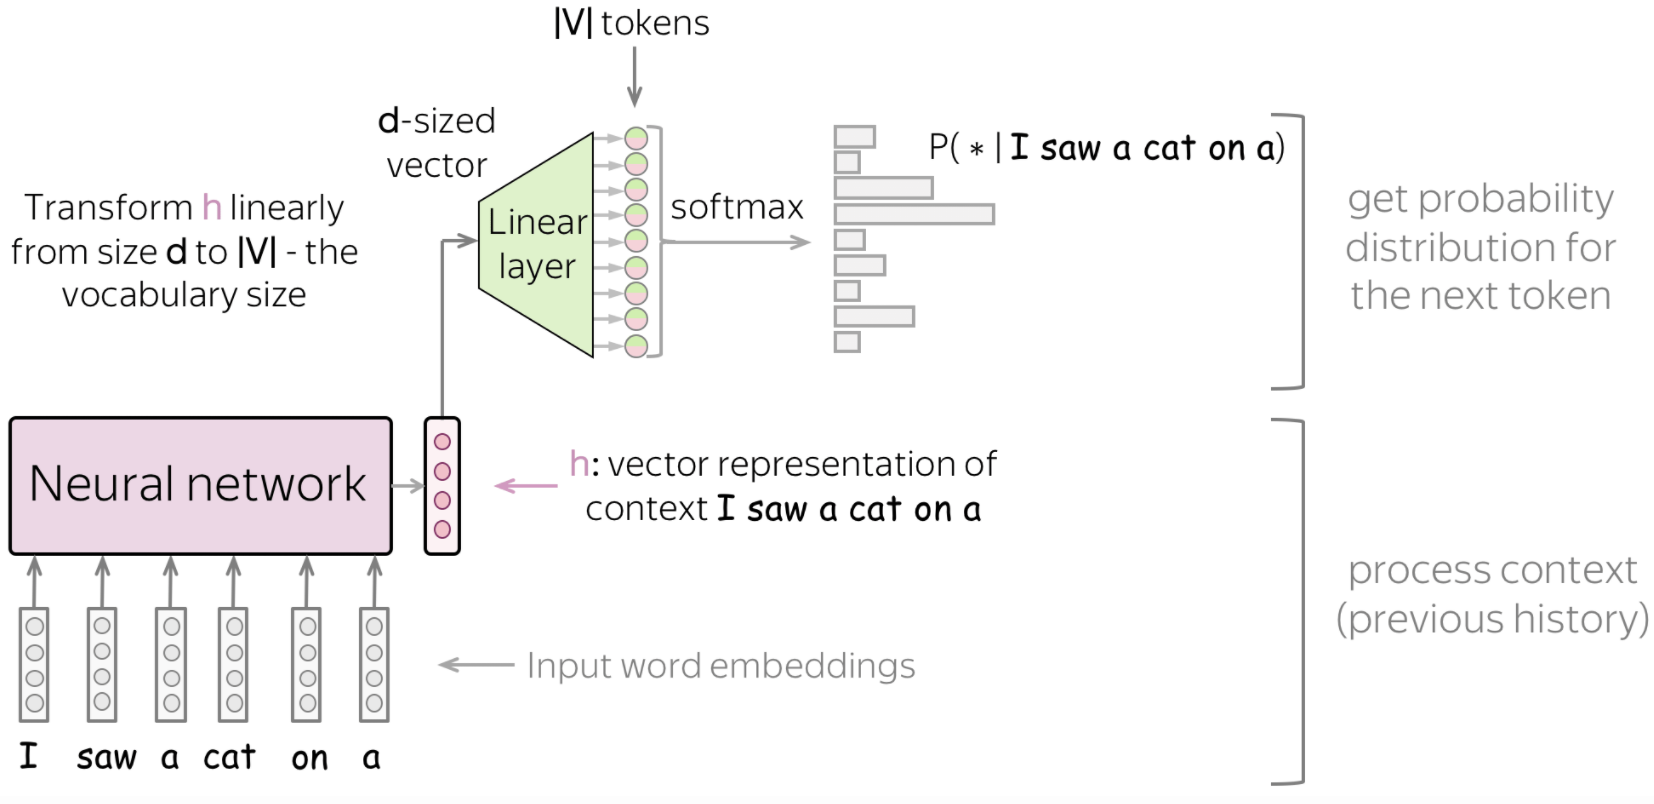 |V| tokens
d-sized
vector
Transform h linearly
from size d to |V| - the
vocabulary size
Linear
layer
softmax
P( * | I saw a cat on a)
get probability
distribution for
the next token
Neural network
h: vector representation of
context I saw a cat on a
process context
(previous history)
Input word embeddings
I saw a cat on a